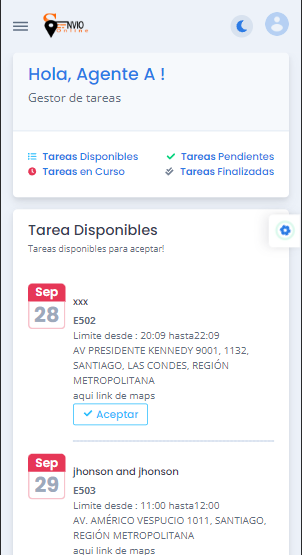 SenVIO
Online
Hola, Agente A !
Gestor de tareas
Tareas Disponibles
Tareas Pendientes
Tareas en Curso
Tareas Finalizadas
Tarea Disponibles
Tareas disponibles para aceptar!
Sep
28
xxx
E502
Limite desde : 20:09 hasta22:09
AV PRESIDENTE KENNEDY 9001, 1132,
SANTIAGO, LAS CONDES, REGIÓN
METROPOLITANA
aqui link de maps
Aceptar
Sep
29
jhonson and jhonson
E503
Limite desde : 11:00 hasta12:00
AV. AMÉRICO VESPUCIO 1011, SANTIAGO,
REGIÓN METROPOLITANA
aqui link de maps